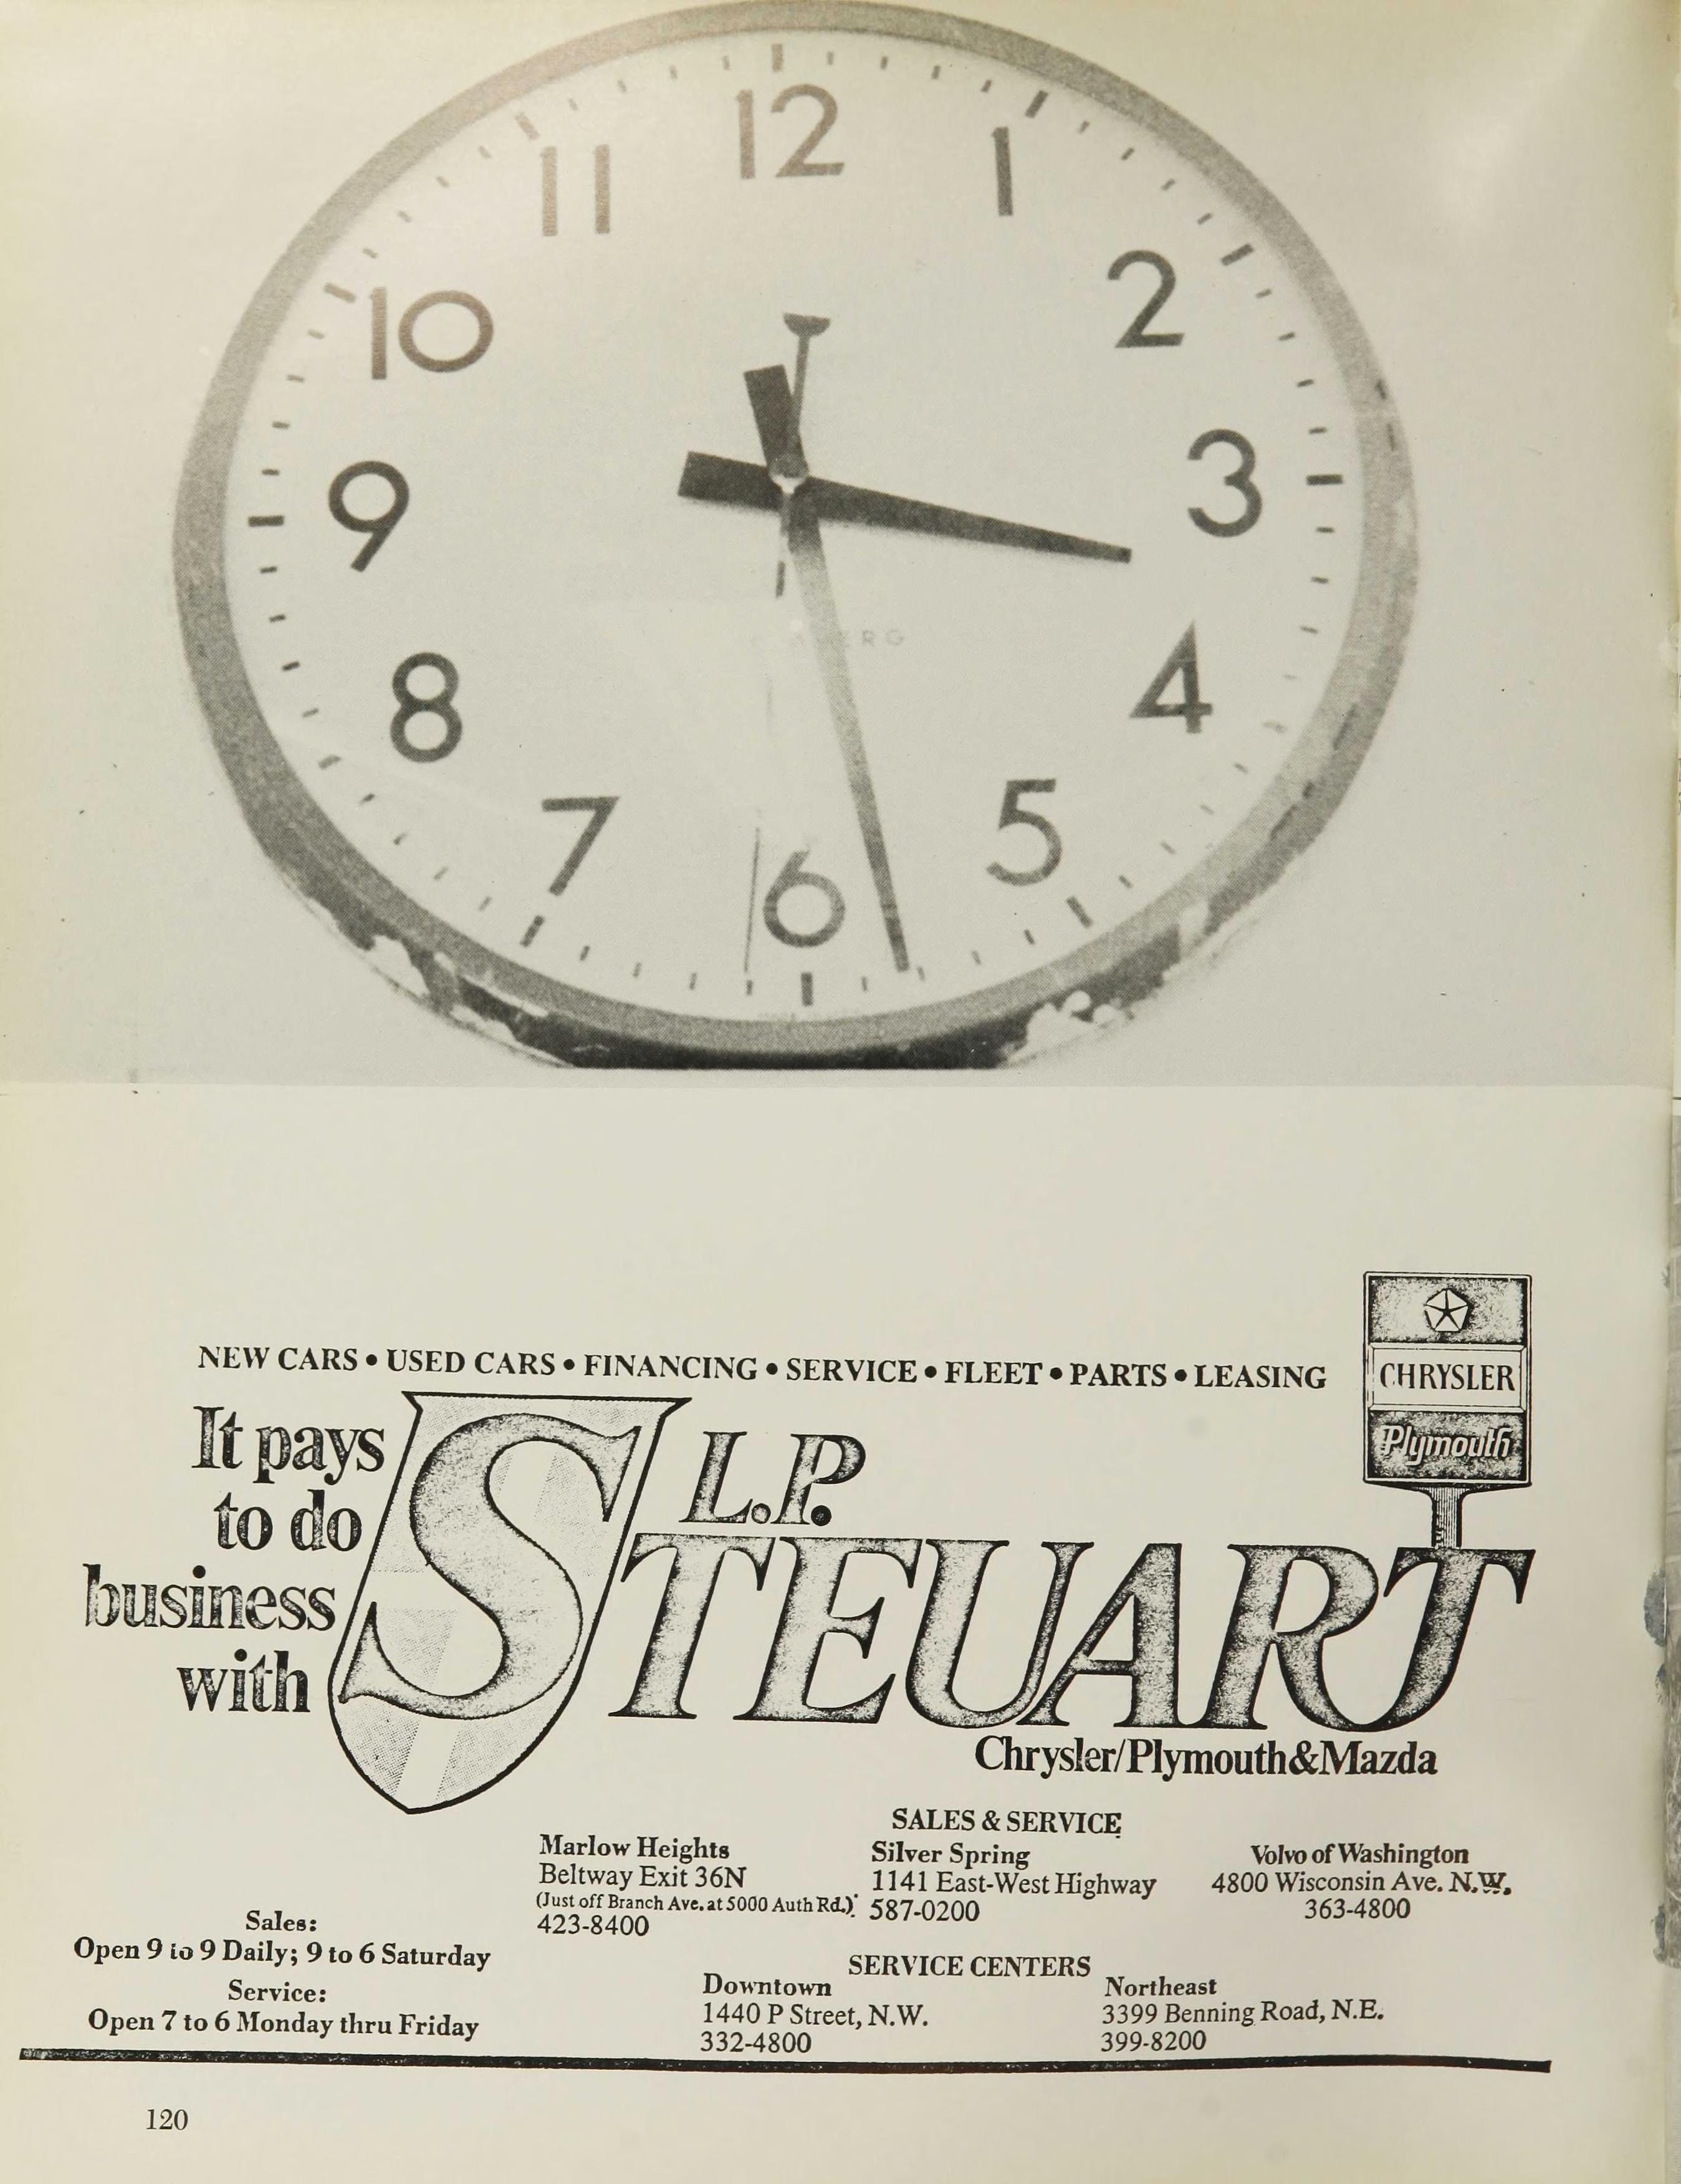 12
11
1
10
2
9
3
8
4
7
5
6
NEW CARS • USED CARS • FINANCING • SERVICE • FLEET • PARTS • LEASING
CHRYSLER
Plymouth
It pays
to do
business
with
L.P.
STEUART
Chrysler/Plymouth&Mazda
SALES & SERVICE
Marlow Heights
Beltway Exit 36N
(Just off Branch Ave. at 5000 Auth Rd.)
423-8400
Silver Spring
1141 East-West Highway
587-0200
Volvo of Washington
4800 Wisconsin Ave. N.W.
363-4800
Sales:
Open 9 to 9 Daily; 9 to 6 Saturday
Service:
Open 7 to 6 Monday thru Friday
SERVICE CENTERS
Downtown
1440 P Street, N.W.
332-4800
Northeast
3399 Benning Road, N.E.
399-8200
120